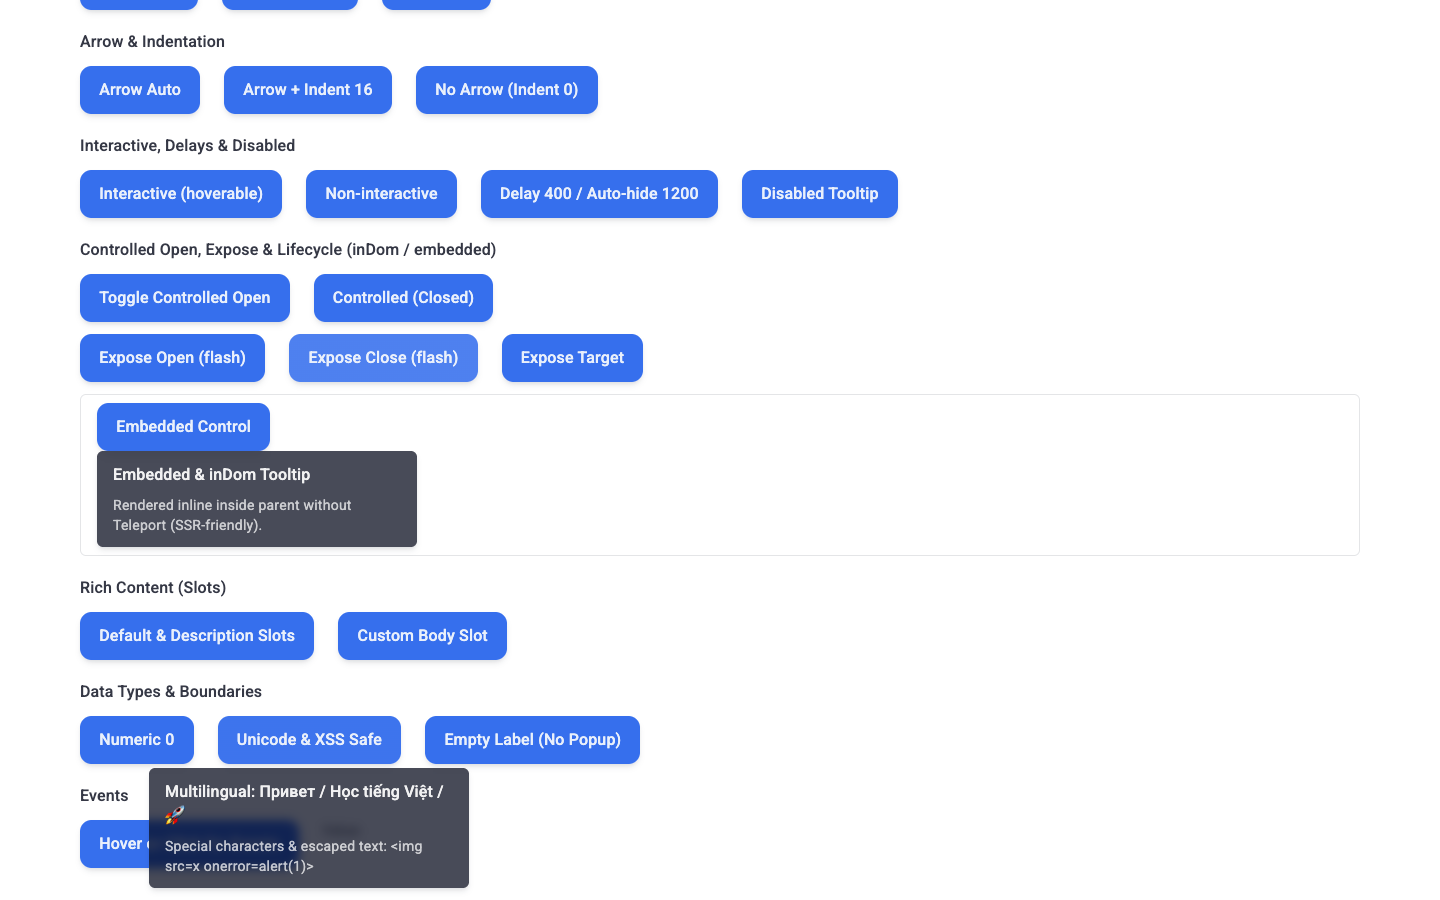 Arrow & Indentation
Arrow Auto
Arrow + Indent 16
No Arrow (Indent 0)
Interactive, Delays & Disabled
Interactive (hoverable)
Non-interactive
Delay 400 / Auto-hide 1200
Disabled Tooltip
Controlled Open, Expose & Lifecycle (inDom / embedded)
Toggle Controlled Open
Controlled (Closed)
Expose Open (flash)
Expose Close (flash)
Expose Target
Embedded Control
Embedded & inDom Tooltip
Rendered inline inside parent without
Teleport (SSR-friendly).
Rich Content (Slots)
Default & Description Slots
Custom Body Slot
Data Types & Boundaries
Numeric 0
Unicode & XSS Safe
Empty Label (No Popup)
Events
Multilingual: Привет / Học tiếng Việt /
🚀
Hover
Special characters & escaped text: <img
src=x onerror=alert(1)>